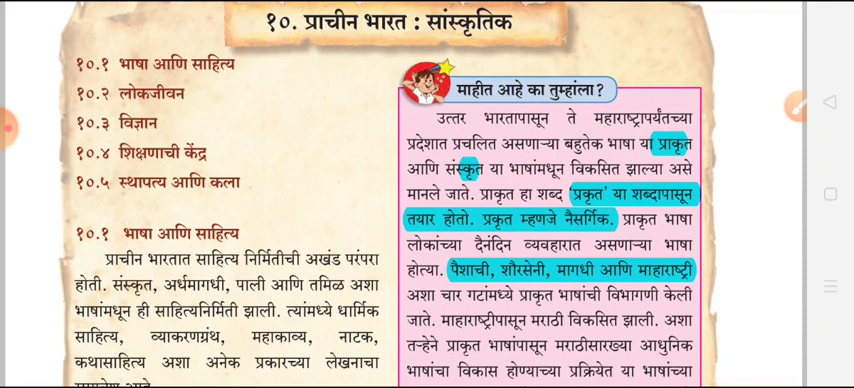 १०. प्राचीन भारत : सांस्कृतिक
१०.१ भाषा आणि साहित्य
१०.२ लोकजीवन
१०.३ विज्ञान
१०.४ शिक्षणाची केंद्र
१०.५ स्थापत्य आणि कला
१०.१ भाषा आणि साहित्य
प्राचीन भारतात साहित्य निर्मितीची अखंड परंपरा
होती. संस्कृत, अर्धमागधी, पाली आणि तमिळ अशा
भाषांमधून ही साहित्यनिर्मिती झाली. त्यांमध्ये धार्मिक
साहित्य, व्याकरणग्रंथ, महाकाव्य, नाटक,
कथासाहित्य अशा अनेक प्रकारच्या लेखनाचा
माहीत आहे का तुम्हांला?
उत्तर भारतापासून ते महाराष्ट्रापर्यंतच्या
प्रदेशात प्रचलित असणाऱ्या बहुतेक भाषा या प्राकृत
आणि संस्कृत या भाषांमधून विकसित झाल्या असे
मानले जाते. प्राकृत हा शब्द ‘प्रकृत’ या शब्दापासून
तयार होतो. प्रकृत म्हणजे नैसर्गिक. प्राकृत भाषा
लोकांच्या दैनंदिन व्यवहारात असणाऱ्या भाषा
होत्या. पैशाची, शौरसेनी, मागधी आणि माहाराष्ट्री
अशा चार गटांमध्ये प्राकृत भाषांची विभागणी केली
जाते. माहाराष्ट्रीपासून मराठी विकसित झाली. अशा
तऱ्हेने प्राकृत भाषांपासून मराठीसारख्या आधुनिक
भाषांचा विकास होण्याच्या प्रक्रियेत या भाषांच्या